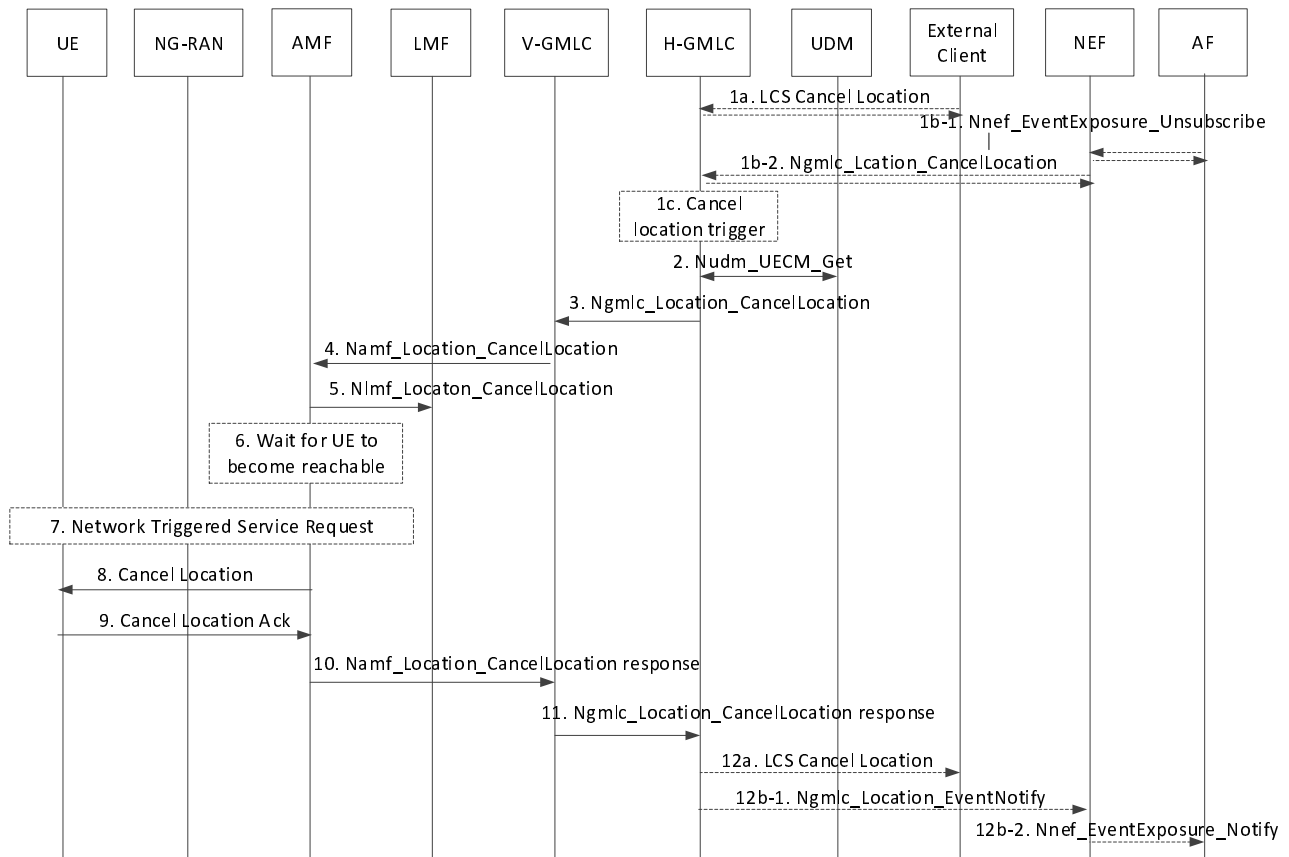 UE
NG-RAN
AMF
LMF
V-GMLC
H-GMLC
UDM
External
Client
NEF
AF
1a. LCS Cancel Location
1b-1. Nnef_EventExposure_Unsubscribe
1b-2. Ngmlc_Lcation_CancelLocation
1c. Cancel
location trigger
2. Nudm_UECM_Get
3. Ngmlc_Location_CancelLocation
4. Namf_Location_CancelLocation
5. Nlmf_Locaton_CancelLocation
6. Wait for UE to
become reachable
7. Network Triggered Service Request
8. Cancel Location
9. Cancel Location Ack
10. Namf_Location_CancelLocation response
11. Ngmlc_Location_CancelLocation response
12a. LCS Cancel Location
12b-1. Ngmlc_Location_EventNotify
12b-2. Nnef_EventExposure_Notify